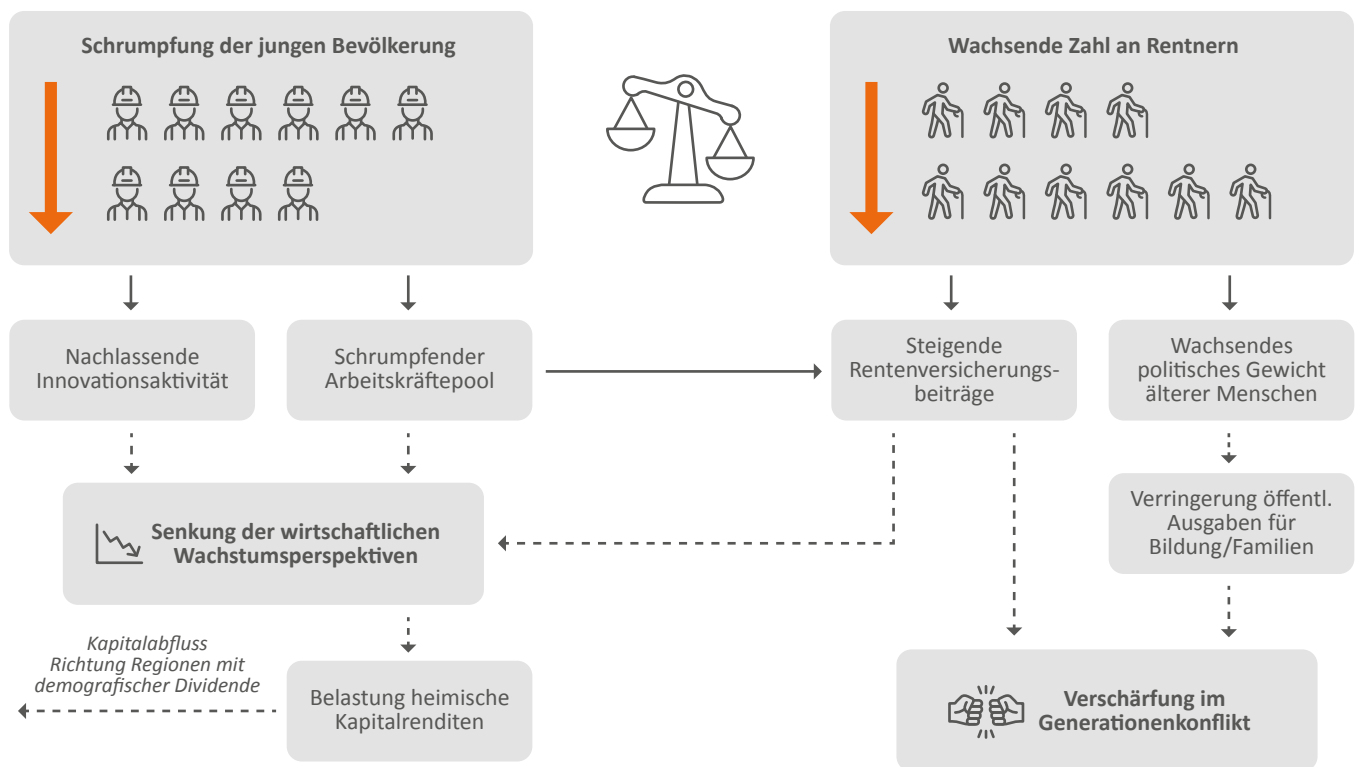 Schrumpfung der jungen Bevölkerung
Wachsende Zahl an Rentnern
Nachlassende
Innovationsaktivität
Schrumpfender
Arbeitskräftepool
Steigende
Rentenversicherungs-
beiträge
Wachsendes
politisches Gewicht
älterer Menschen
Senkung der wirtschaftlichen
Wachstumsperspektiven
Verringerung öffentl.
Ausgaben für
Bildung/Familien
Kapitalabfluss
Richtung Regionen mit
demografischer Dividende
Belastung heimische
Kapitalrenditen
Verschärfung im
Generationenkonflikt